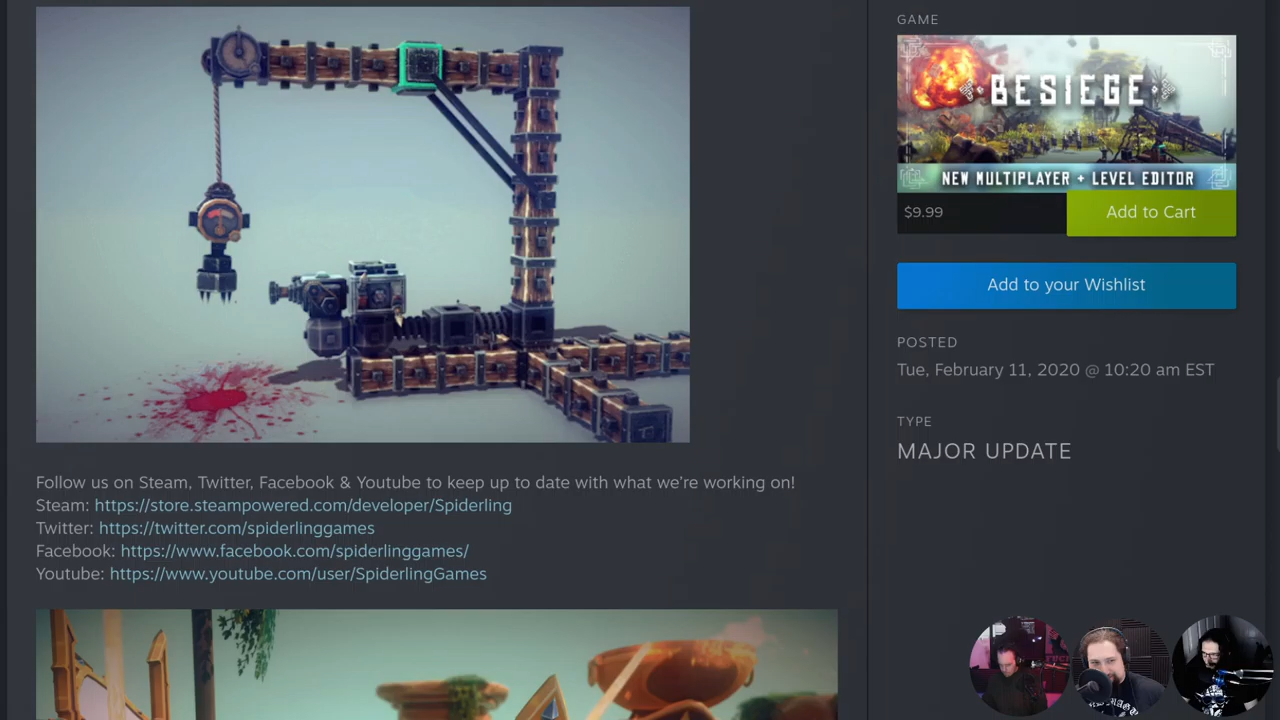 GAME
BESIEGE
NEW MULTIPLAYER + LEVEL EDITOR
$9.99
Add to Cart
Add to your Wishlist
POSTED
Tue, February 11, 2020 @ 10:20 am EST
TYPE
MAJOR UPDATE
Follow us on Steam, Twitter, Facebook & Youtube to keep up to date with what we're working on!
Steam: https://store.steampowered.com/developer/Spiderling
Twitter: https://twitter.com/spiderlinggames
Facebook: https://www.facebook.com/spiderlinggames/
Youtube: https://www.youtube.com/user/SpiderlingGames